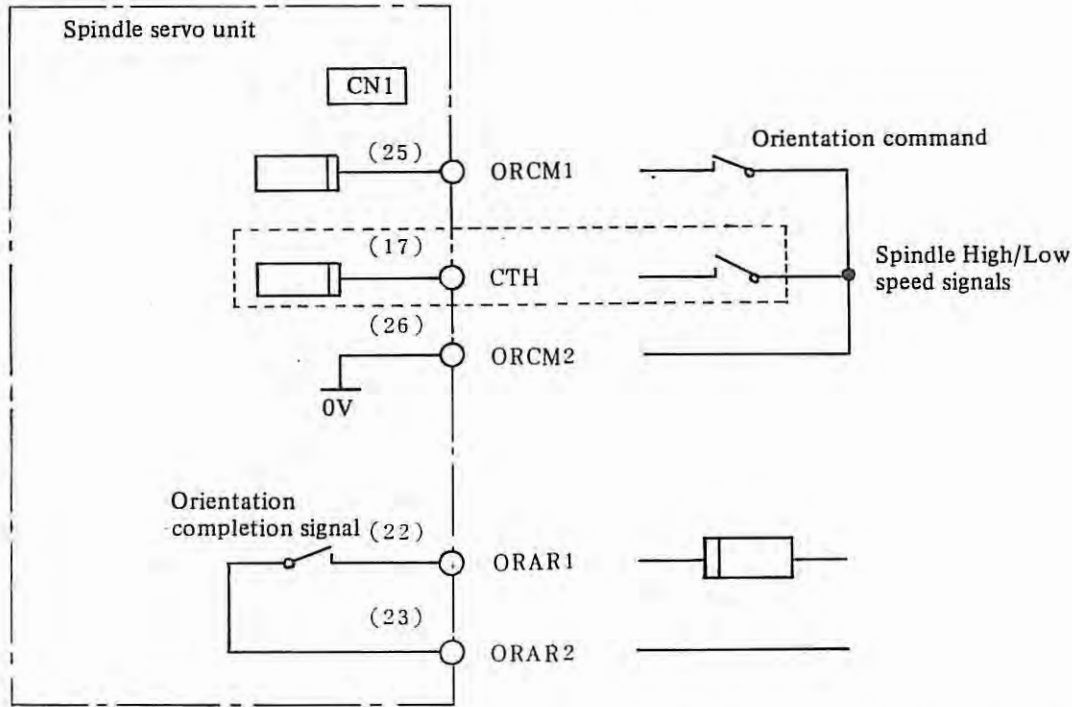 Spindle servo unit
CN1
Orientation command
(25)
ORCM1
(17)
CTH
Spindle High/Low
speed signals
(26)
ORCM2
0V
Orientation
completion signal
(22)
ORAR1
(23)
ORAR2